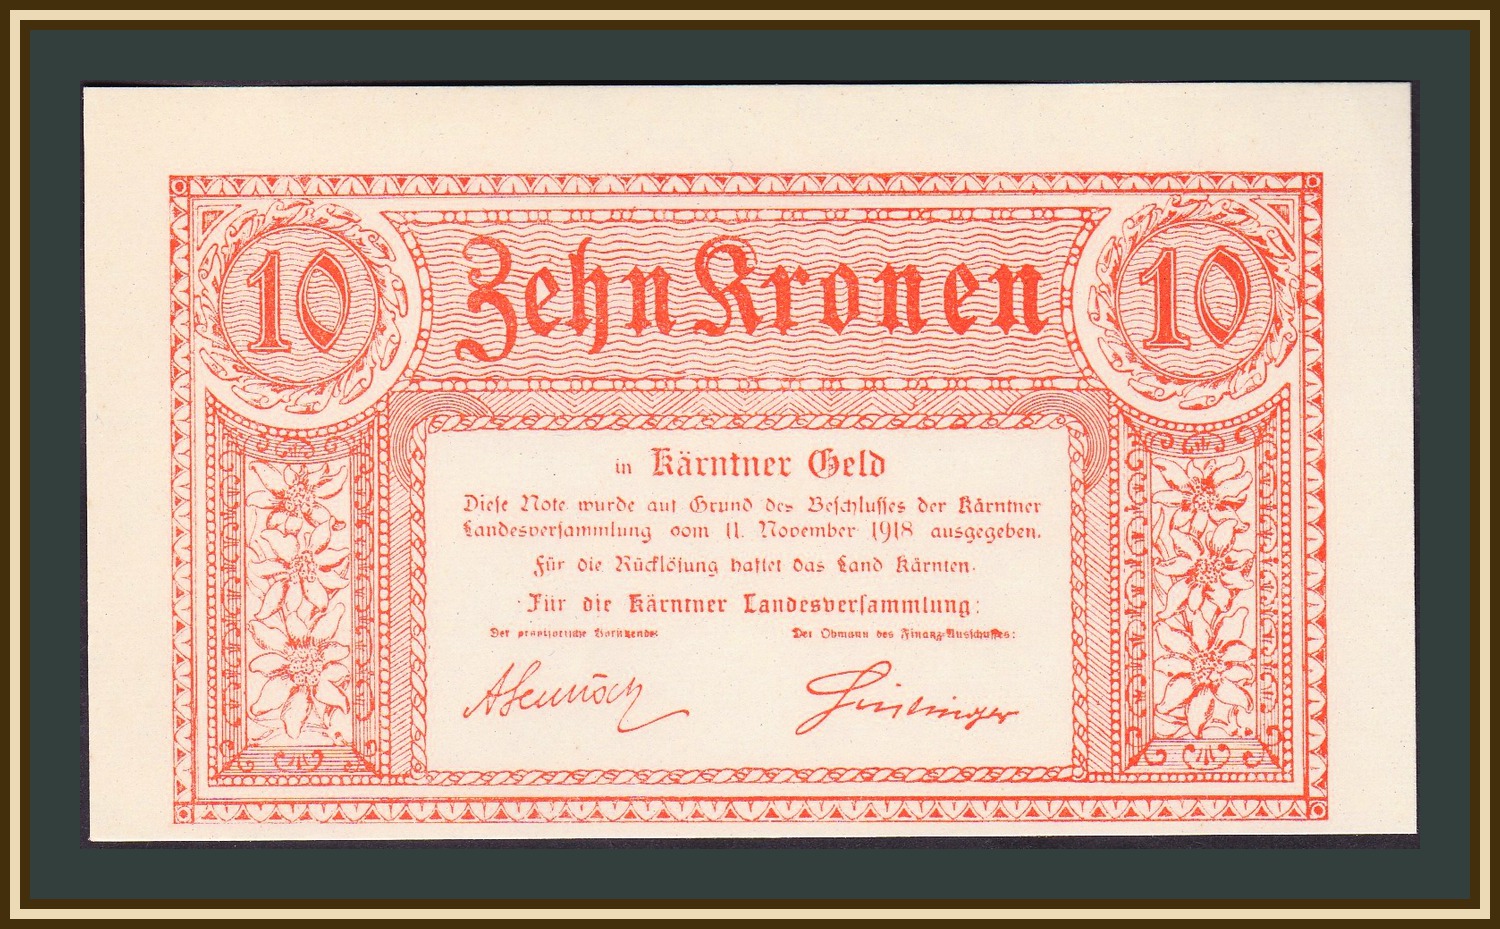 10 Zehn Kronen 10
in Kärntner Geld
Diese Note wurde auf Grund des Beschlusses der Kärntner
Landesversammlung vom 11. November 1918 ausgegeben.
Für die Rücklösung haftet das Land Kärnten.
Für die Kärntner Landesversammlung:
Der Vorsitzende: Der Obmann des Finanz-Ausschusses: